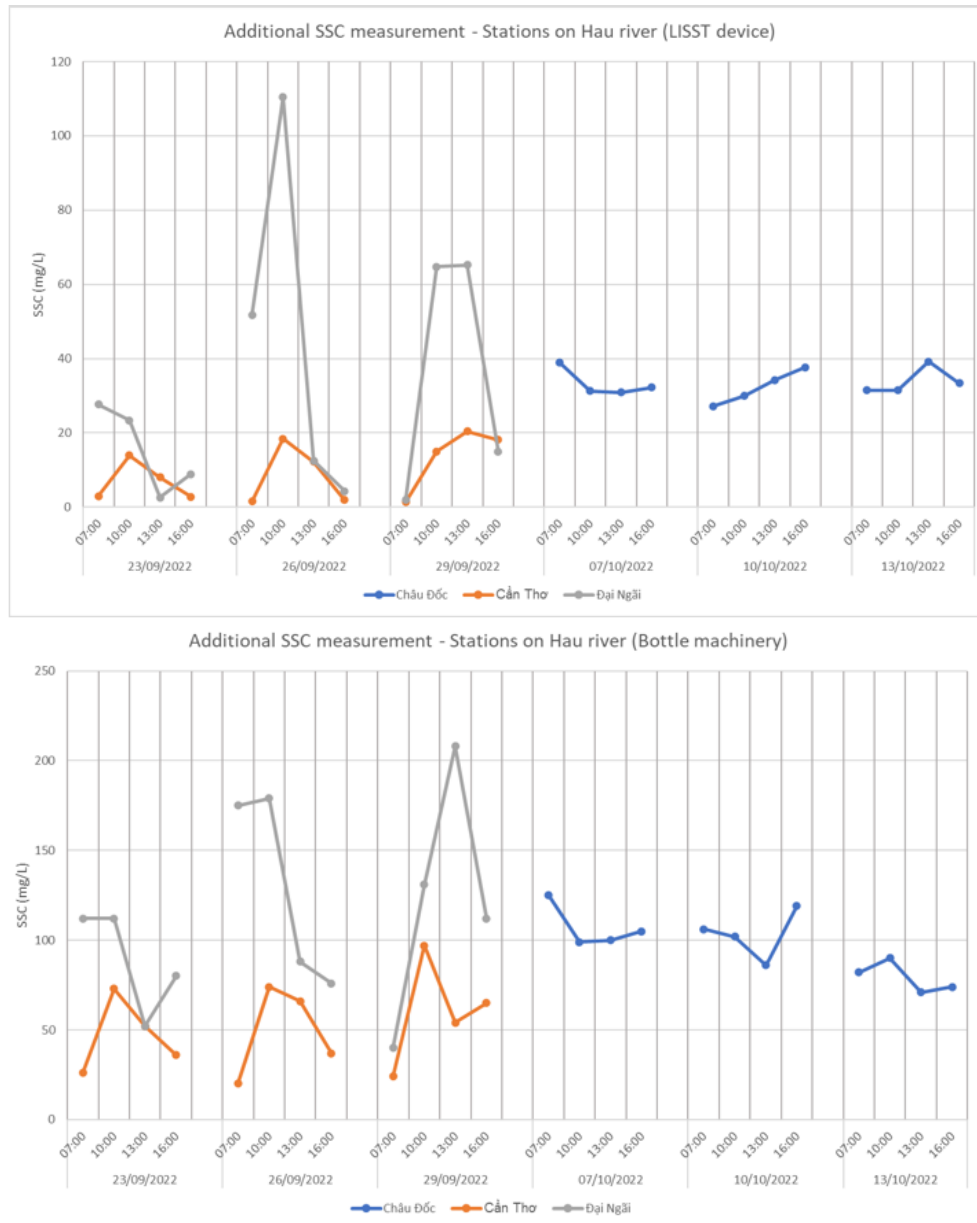 Additional SSC measurement - Stations on Hau river (LISST device)
120
100
80
60
40
20
0
SSC (mg/L)
07:00 10:00 13:00 16:00 07:00 10:00 13:00 16:00 07:00 10:00 13:00 16:00 07:00 10:00 13:00 16:00 07:00 10:00 13:00 16:00 07:00 10:00 13:00 16:00
23/09/2022 26/09/2022 29/09/2022 07/10/2022 10/10/2022 13/10/2022
Châu Đốc Cần Thơ Đại Ngãi
Additional SSC measurement - Stations on Hau river (Bottle machinery)
250
200
150
100
50
0
SSC (mg/L)
07:00 10:00 13:00 16:00 07:00 10:00 13:00 16:00 07:00 10:00 13:00 16:00 07:00 10:00 13:00 16:00 07:00 10:00 13:00 16:00 07:00 10:00 13:00 16:00
23/09/2022 26/09/2022 29/09/2022 07/10/2022 10/10/2022 13/10/2022
Châu Đốc Cần Thơ Đại Ngãi